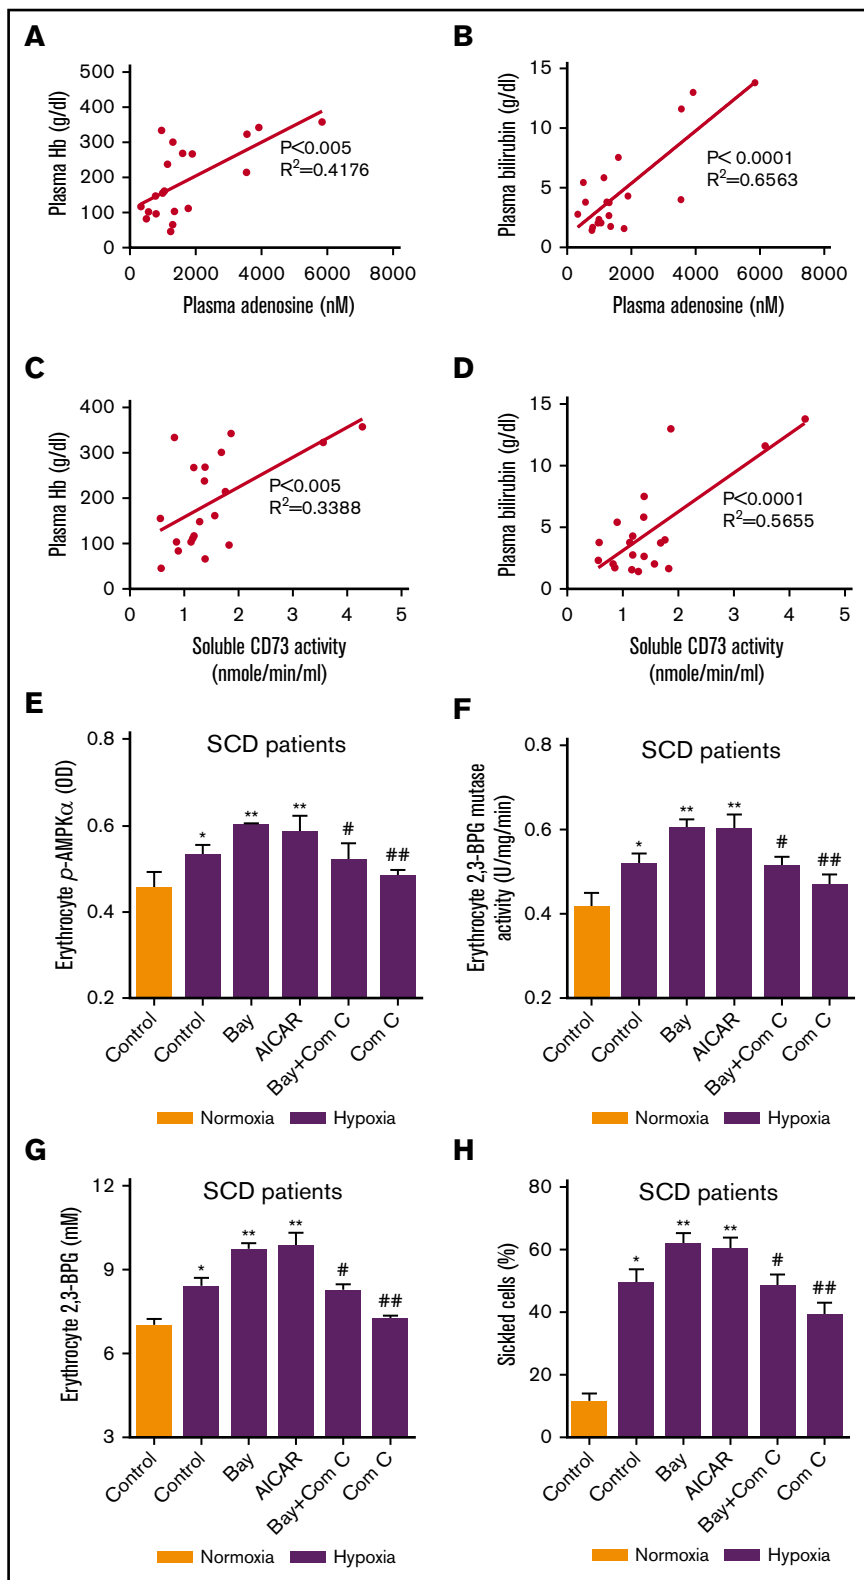 A
Plasma Hb (g/dl)
500
400
300
200
100
0
0 2000 4000 6000 8000
P<0.005
R²=0.4176
Plasma adenosine (nM)
B
Plasma bilirubin (g/dl)
15
10
5
0
0 2000 4000 6000 8000
P< 0.0001
R²=0.6563
Plasma adenosine (nM)
C
Plasma Hb (g/dl)
400
300
200
100
0
0 1 2 3 4 5
P<0.005
R²=0.3388
Soluble CD73 activity
(nmole/min/ml)
D
Plasma bilirubin (g/dl)
15
10
5
0
0 1 2 3 4 5
P<0.0001
R²=0.5655
Soluble CD73 activity
(nmole/min/ml)
E
SCD patients
Erythrocyte p-AMPKα (OD)
0.8
0.6
0.4
0.2
* ** ** # ##
Control Control Bay AICAR Bay+Com C Com C
Normoxia Hypoxia
F
SCD patients
Erythrocyte 2,3-BPG mutase
activity (U/mg/min)
0.8
0.6
0.4
0.2
* ** ** # ##
Control Control Bay AICAR Bay+Com C Com C
Normoxia Hypoxia
G
SCD patients
Erythrocyte 2,3-BPG (mM)
12
9
6
3
* ** ** # ##
Control Control Bay AICAR Bay+Com C Com C
Normoxia Hypoxia
H
SCD patients
Sickled cells (%)
80
60
40
20
0
* ** ** # ##
Control Control Bay AICAR Bay+Com C Com C
Normoxia Hypoxia